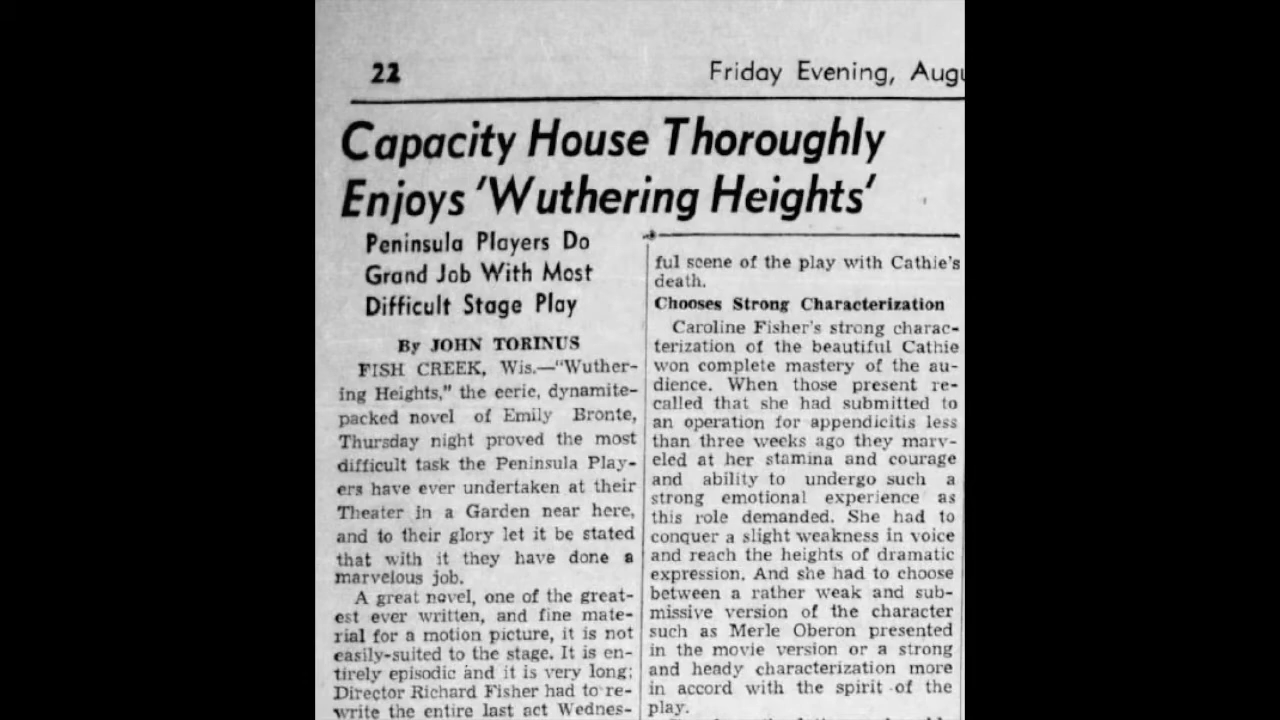 22
Friday Evening, Augu
Capacity House Thoroughly
Enjoys 'Wuthering Heights'
Peninsula Players Do
Grand Job With Most
Difficult Stage Play
By JOHN TORINUS
FISH CREEK, Wis.—"Wuther-
ing Heights," the eerie, dynamite-
packed novel of Emily Bronte,
Thursday night proved the most
difficult task the Peninsula Play-
ers have ever undertaken at their
Theater in a Garden near here,
and to their glory let it be stated
that with it they have done a
marvelous job.
A great novel, one of the great-
est ever written, and fine mate-
rial for a motion picture, it is not
easily-suited to the stage. It is en-
tirely episodic and it is very long;
Director Richard Fisher had to re-
write the entire last act Wednes-
ful scene of the play with Cathie's
death.
Chooses Strong Characterization
Caroline Fisher's strong charac-
terization of the beautiful Cathie
won complete mastery of the au-
dience. When those present re-
called that she had submitted to
an operation for appendicitis less
than three weeks ago they marv-
eled at her stamina and courage
and ability to undergo such a
strong emotional experience as
this role demanded. She had to
conquer a slight weakness in voice
and reach the heights of dramatic
expression. And she had to choose
between a rather weak and sub-
missive version of the character
such as Merle Oberon presented
in the movie version or a strong
and heady characterization more
in accord with the spirit of the
play.